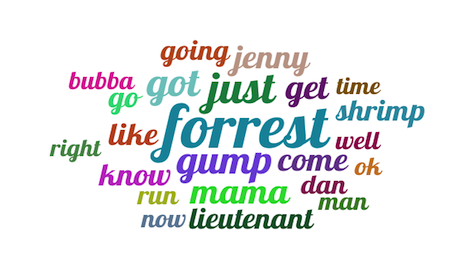 going jenny
bubba got just get time
go shrimp
like forrest well
right
gump come ok
know dan
run mama man
now lieutenant